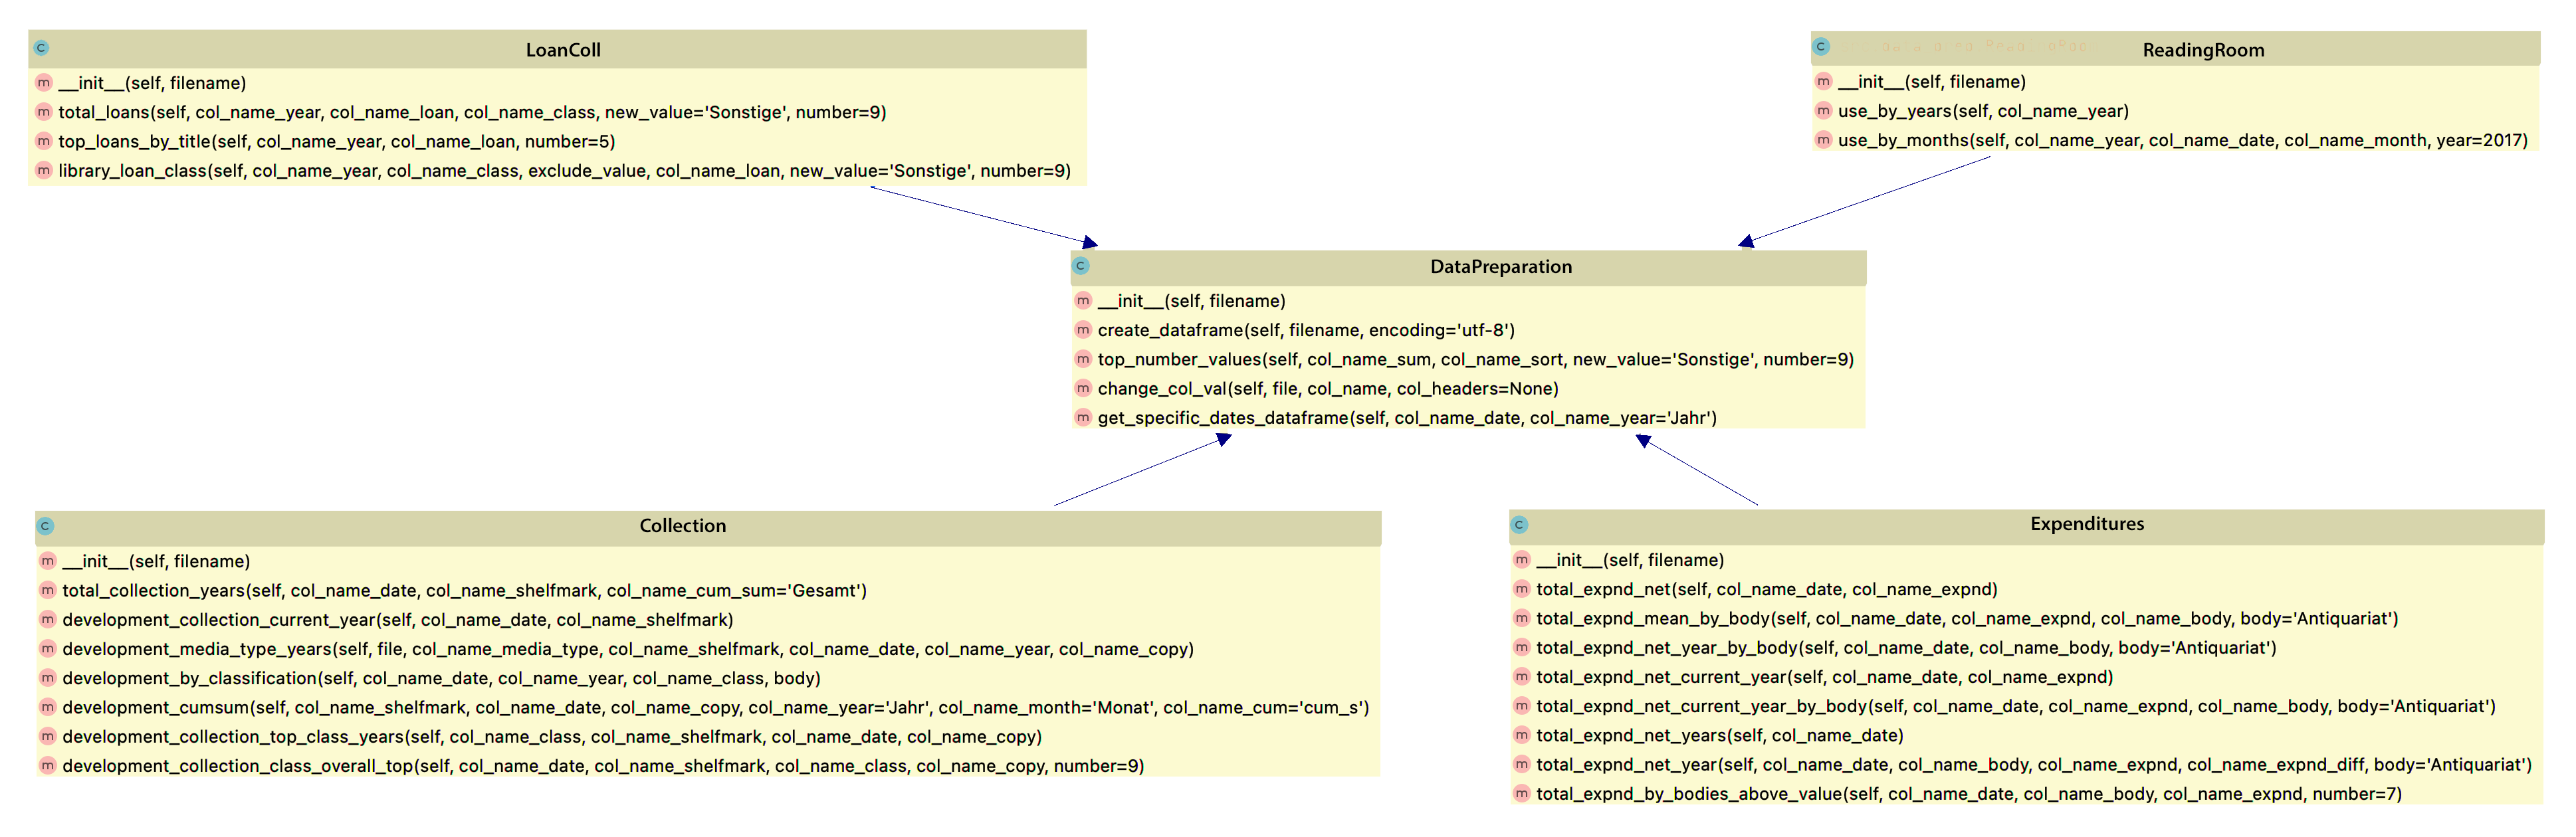 LoanColl
__init__(self, filename)
total_loans(self, col_name_year, col_name_loan, col_name_class, new_value='Sonstige', number=9)
top_loans_by_title(self, col_name_year, col_name_loan, number=5)
library_loan_class(self, col_name_year, col_name_class, exclude_value, col_name_loan, new_value='Sonstige', number=9)
ReadingRoom
__init__(self, filename)
use_by_years(self, col_name_year)
use_by_months(self, col_name_year, col_name_date, col_name_month, year=2017)
DataPreparation
__init__(self, filename)
create_dataframe(self, filename, encoding='utf-8')
top_number_values(self, col_name_sum, col_name_sort, new_value='Sonstige', number=9)
change_col_val(self, file, col_name, col_headers=None)
get_specific_dates_dataframe(self, col_name_date, col_name_year='Jahr')
Collection
__init__(self, filename)
total_collection_years(self, col_name_date, col_name_shelfmark, col_name_cum_sum='Gesamt')
development_collection_current_year(self, col_name_date, col_name_shelfmark)
development_media_type_years(self, file, col_name_media_type, col_name_shelfmark, col_name_date, col_name_year, col_name_copy)
development_by_classification(self, col_name_date, col_name_year, col_name_class, body)
development_cumsum(self, col_name_shelfmark, col_name_date, col_name_copy, col_name_year='Jahr', col_name_month='Monat', col_name_cum='cum_s')
development_collection_top_class_years(self, col_name_class, col_name_shelfmark, col_name_date, col_name_copy)
development_collection_class_overall_top(self, col_name_date, col_name_shelfmark, col_name_class, col_name_copy, number=9)
Expenditures
__init__(self, filename)
total_expnd_net(self, col_name_date, col_name_expnd)
total_expnd_mean_by_body(self, col_name_date, col_name_expnd, col_name_body, body='Antiquariat')
total_expnd_net_year_by_body(self, col_name_date, col_name_body, body='Antiquariat')
total_expnd_net_current_year(self, col_name_date, col_name_expnd)
total_expnd_net_current_year_by_body(self, col_name_date, col_name_expnd, col_name_body, body='Antiquariat')
total_expnd_net_years(self, col_name_date)
total_expnd_net_year(self, col_name_date, col_name_body, col_name_expnd, col_name_expnd_diff, body='Antiquariat')
total_expnd_by_bodies_above_value(self, col_name_date, col_name_body, col_name_expnd, number=7)